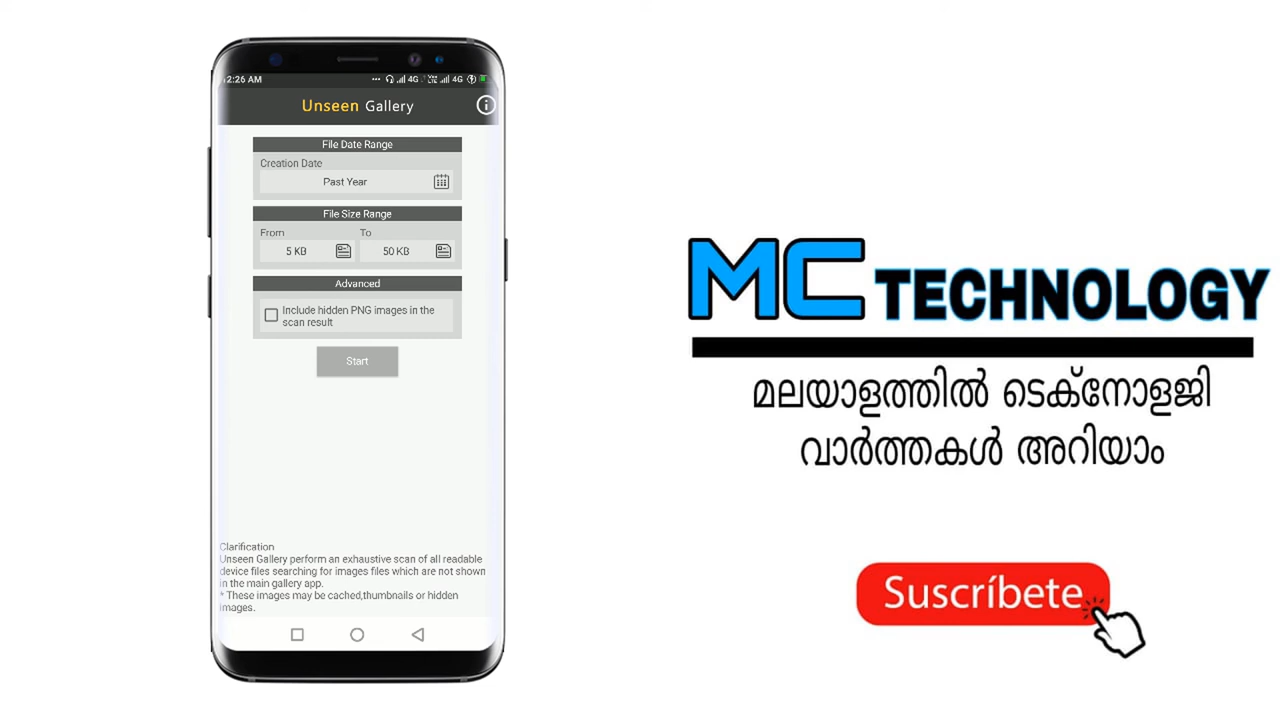 2:26 AM
4G
4G
Unseen Gallery
File Date Range
Creation Date
Past Year
File Size Range
From
To
5 KB
50 KB
Advanced
Include hidden PNG images in the
scan result
Start
Clarification
Unseen Gallery perform an exhaustive scan of all readable
device files searching for images files which are not shown
in the main gallery app.
* These images may be cached,thumbnails or hidden
images.
MC TECHNOLOGY
മലയാളത്തിൽ ടെക്നോളജി
വാർത്തകൾ അറിയാം
Suscríbete